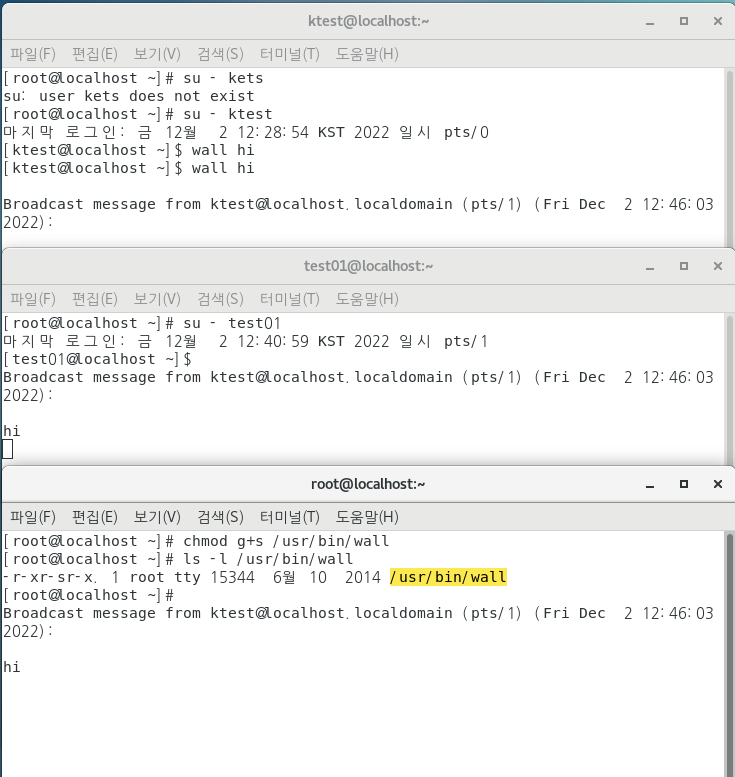 ktest@localhost:~
파일(F) 편집(E) 보기(V) 검색(S) 터미널(T) 도움말(H)
[root@localhost ~]# su - kets
su: user kets does not exist
[root@localhost ~]# su - ktest
마지막 로그인: 금 12월  2 12:28:54 KST 2022 일시 pts/0
[ktest@localhost ~]$ wall hi
[ktest@localhost ~]$ wall hi
Broadcast message from ktest@localhost.localdomain (pts/1) (Fri Dec  2 12:46:03
2022):
test01@localhost:~
파일(F) 편집(E) 보기(V) 검색(S) 터미널(T) 도움말(H)
[root@localhost ~]# su - test01
마지막 로그인: 금 12월  2 12:40:59 KST 2022 일시 pts/1
[test01@localhost ~]$
Broadcast message from ktest@localhost.localdomain (pts/1) (Fri Dec  2 12:46:03
2022):
hi
root@localhost:~
파일(F) 편집(E) 보기(V) 검색(S) 터미널(T) 도움말(H)
[root@localhost ~]# chmod g+s /usr/bin/wall
[root@localhost ~]# ls -l /usr/bin/wall
-r-xr-sr-x. 1 root tty 15344  6월 10  2014 /usr/bin/wall
[root@localhost ~]#
Broadcast message from ktest@localhost.localdomain (pts/1) (Fri Dec  2 12:46:03
2022):
hi